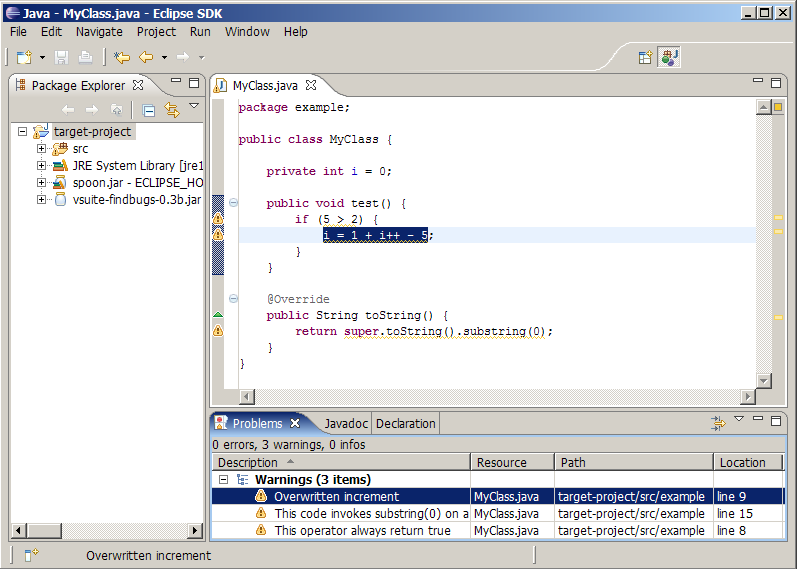 Java - MyClass.java - Eclipse SDK
File Edit Navigate Project Run Window Help
Package Explorer
target-project
src
JRE System Library [jre1
spoon.jar - ECLIPSE_HO
vsuite-findbugs-0.3b.jar
MyClass.java
package example;
public class MyClass {
private int i = 0;
public void test() {
if (5 > 2) {
i = 1 + i++ - 5;
}
}
@Override
public String toString() {
return super.toString().substring(0);
}
}
Problems Javadoc Declaration
0 errors, 3 warnings, 0 infos
Description Resource Path Location
Warnings (3 items)
Overwritten increment MyClass.java target-project/src/example line 9
This code invokes substring(0) on a MyClass.java target-project/src/example line 15
This operator always return true MyClass.java target-project/src/example line 8
Overwritten increment